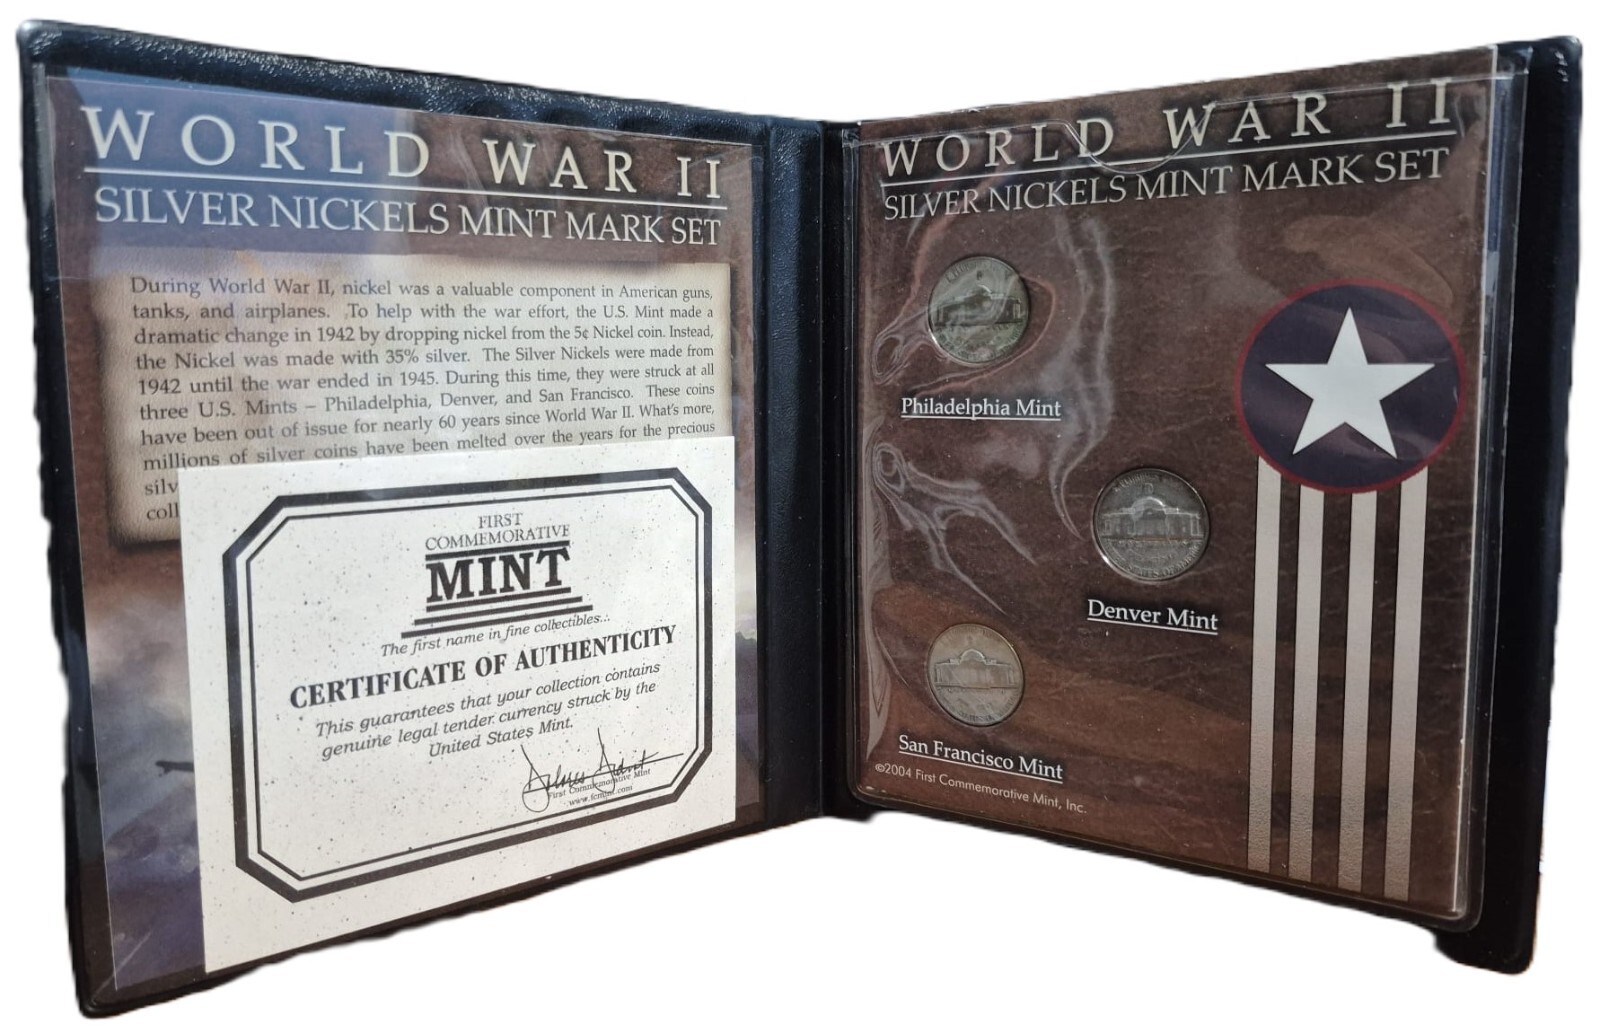 WORLD WAR II
SILVER NICKELS MINT MARK SET
During World War II, nickel was a valuable component in American guns,
tanks, and airplanes. To help with the war effort, the U.S. Mint made a
dramatic change in 1942 by dropping nickel from the 5¢ Nickel coin. Instead,
the Nickel was made with 35% silver. The Silver Nickels were made from
1942 until the war ended in 1945. During this time, they were struck at all
three U.S. Mints – Philadelphia, Denver, and San Francisco. These coins
have been out of issue for nearly 60 years since World War II. What's more,
millions of silver coins have been melted over the years for the precious
silv
coll
FIRST
COMMEMORATIVE
MINT
The first name in fine collectibles...
CERTIFICATE OF AUTHENTICITY
This guarantees that your collection contains
genuine legal tender currency struck by the
United States Mint.
First Commemorative Mint
www.fcmint.com
WORLD WAR II
SILVER NICKELS MINT MARK SET
Philadelphia Mint
Denver Mint
San Francisco Mint
©2004 First Commemorative Mint, Inc.